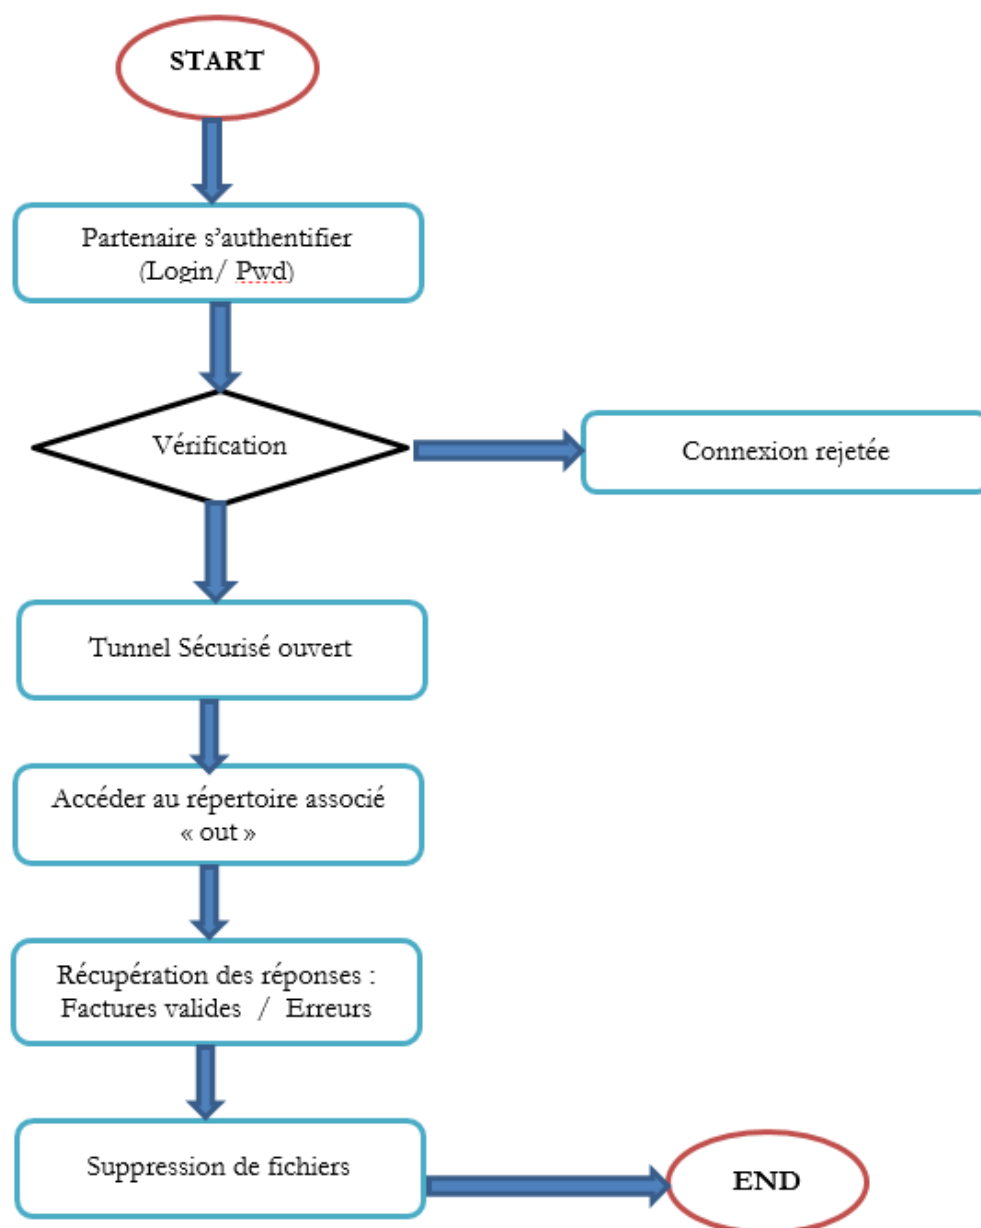 START
Partenaire s’authentifier
(Login/ Pwd)
Vérification
Connexion rejetée
Tunnel Sécurisé ouvert
Accéder au répertoire associé
« out »
Récupération des réponses :
Factures valides / Erreurs
Suppression de fichiers
END